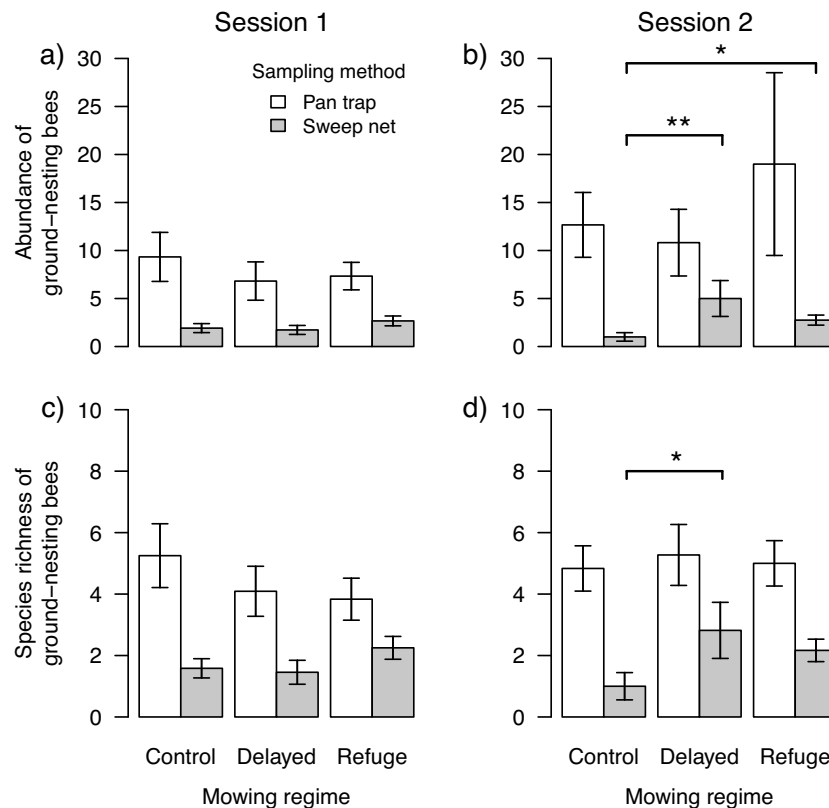 Session 1
Session 2
a)
b)
Sampling method
Pan trap
Sweep net
Abundance of
ground–nesting bees
30
25
20
15
10
5
0
30
25
20
15
10
5
0
*
**
c)
d)
Species richness of
ground–nesting bees
10
8
6
4
2
0
10
8
6
4
2
0
*
Control Delayed Refuge
Control Delayed Refuge
Mowing regime
Mowing regime